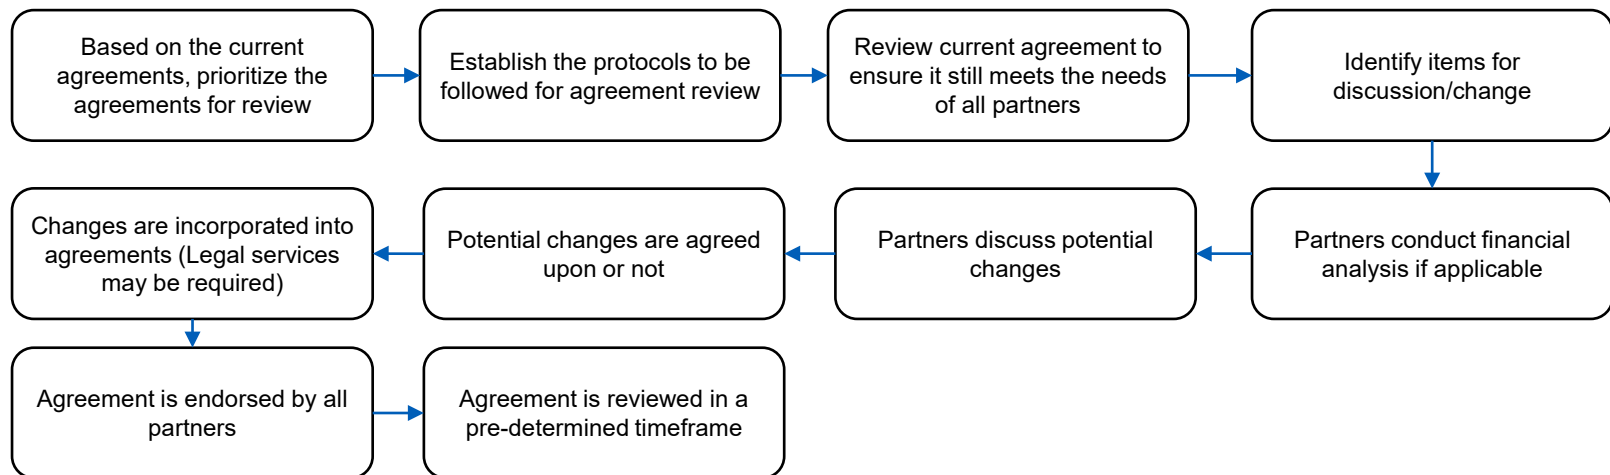 Based on the current
agreements, prioritize the
agreements for review
Establish the protocols to be
followed for agreement review
Review current agreement to
ensure it still meets the needs
of all partners
Identify items for
discussion/change
Partners conduct financial
analysis if applicable
Partners discuss potential
changes
Potential changes are agreed
upon or not
Changes are incorporated into
agreements (Legal services
may be required)
Agreement is endorsed by all
partners
Agreement is reviewed in a
pre-determined timeframe